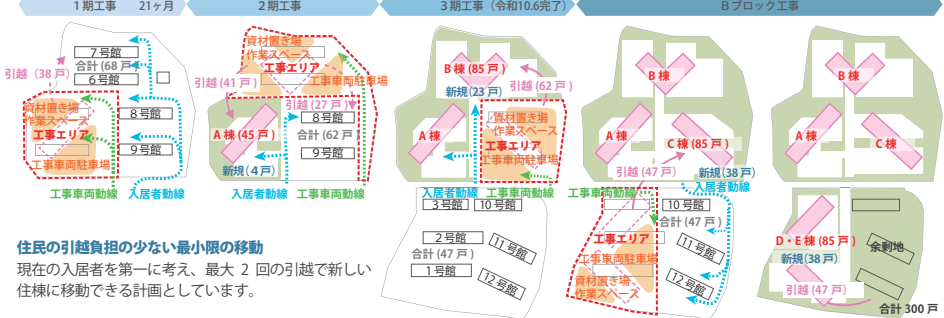 1期工事 21ヶ月
2期工事
3期工事（令和10.6完了）
Bブロック工事
7号館
合計（68戸）
6号館
引越（38戸）
資材置き場
作業スペース
工事エリア
工事車両駐車場
8号館
9号館
工事車両動線
入居者動線
資材置き場
作業スペース
工事エリア
工事車両駐車場
引越（41戸）
引越（27戸）
A棟（45戸）
8号館
合計（62戸）
9号館
新規（4戸）
入居者動線
工事車両動線
B棟（85戸）
新規（23戸）
引越（62戸）
A棟
資材置き場
作業スペース
工事エリア
工事車両駐車場
入居者動線
工事車両動線
3号館
10号館
2号館
合計（47戸）
1号館
11号館
12号館
B棟
A棟
C棟（85戸）
引越（47戸）
新規（38戸）
入居者動線
工事車両動線
10号館
合計（47戸）
工事エリア
工事車両駐車場
資材置き場
作業スペース
11号館
12号館
B棟
A棟
C棟
D・E棟（85戸）
新規（38戸）
引越（47戸）
余剰地
合計300戸
住民の引越負担の少ない最小限の移動
現在の入居者を第一に考え、最大 2 回の引越で新しい
住棟に移動できる計画としています。